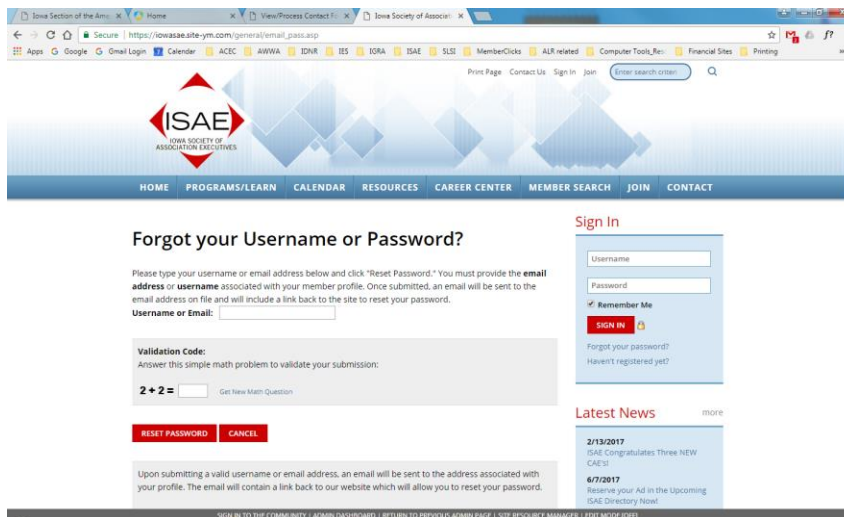 Iowa Section of the Ame
Home
View/Process Contact Fo
Iowa Society of Associati
Secure | https://iowasae.site-ym.com/general/email_pass.asp
Apps Google Gmail Login Calendar ACEC AWWA IDNR IES IGRA ISAE SLSI MemberClicks ALR related Computer Tools_Res Financial Sites Printing
Print Page Contact Us Sign In Join Enter search criteri
ISAE
IOWA SOCIETY OF
ASSOCIATION EXECUTIVES
HOME PROGRAMS/LEARN CALENDAR RESOURCES CAREER CENTER MEMBER SEARCH JOIN CONTACT
Forgot your Username or Password?
Please type your username or email address below and click "Reset Password." You must provide the email
address or username associated with your member profile. Once submitted, an email will be sent to the
email address on file and will include a link back to the site to reset your password.
Username or Email:
Validation Code:
Answer this simple math problem to validate your submission:
2 + 2 =
Get New Math Question
RESET PASSWORD CANCEL
Upon submitting a valid username or email address, an email will be sent to the address associated with
your profile. The email will contain a link back to our website which will allow you to reset your password.
Sign In
Username
Password
Remember Me
SIGN IN
Forgot your password?
Haven't registered yet?
Latest News more
2/13/2017
ISAE Congratulates Three NEW
CAE's!
6/7/2017
Reserve your Ad in the Upcoming
ISAE Directory Now!
SIGN IN TO THE COMMUNITY | ADMIN DASHBOARD | RETURN TO PREVIOUS ADMIN PAGE | SITE RESOURCE MANAGER | EDIT MODE [OFF]